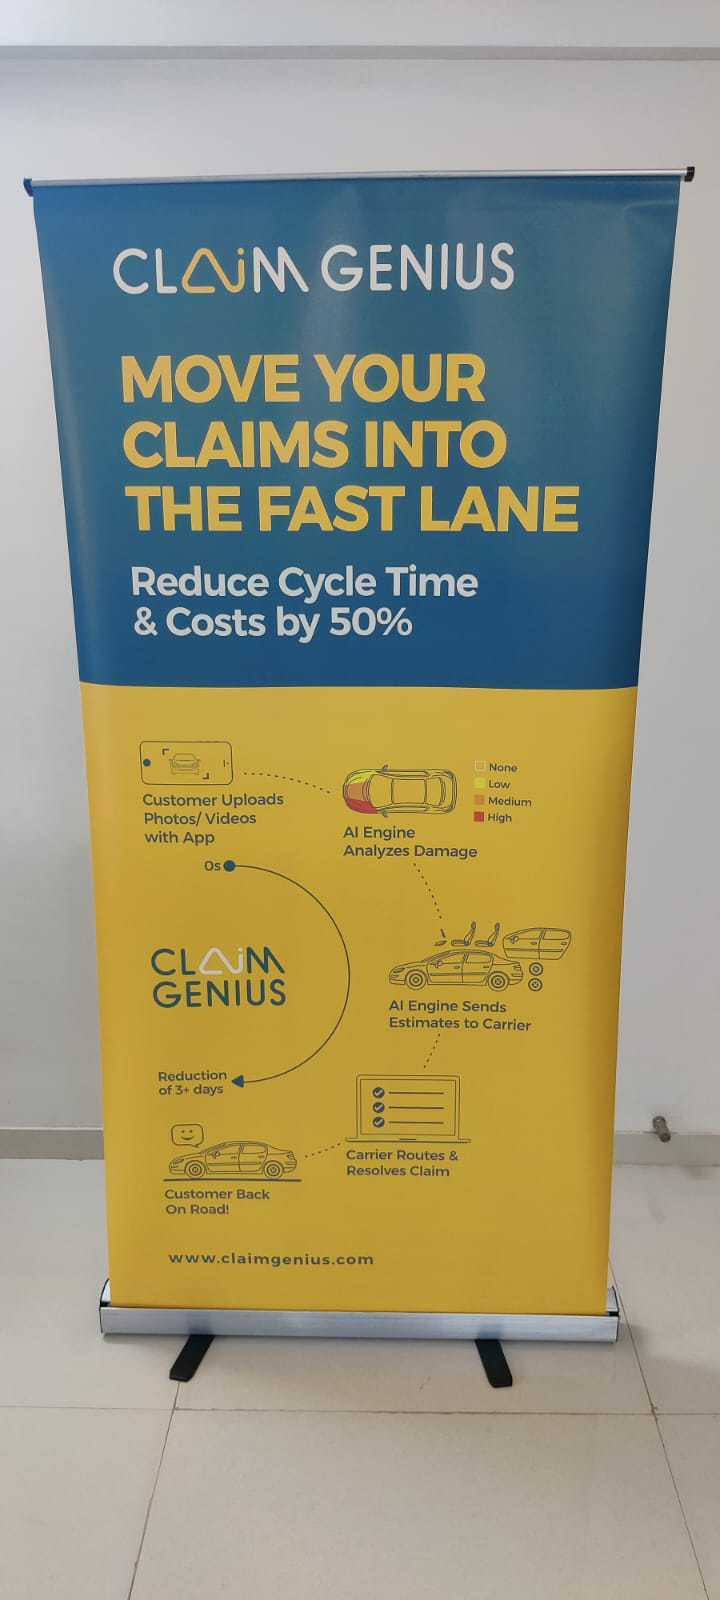 CLAiM GENIUS
MOVE YOUR
CLAIMS INTO
THE FAST LANE
Reduce Cycle Time
& Costs by 50%
Customer Uploads
Photos/ Videos
with App
None
Low
Medium
High
AI Engine
Analyzes Damage
0s
CLAiM
GENIUS
AI Engine Sends
Estimates to Carrier
Reduction
of 3+ days
Carrier Routes &
Resolves Claim
Customer Back
On Road!
www.claimgenius.com